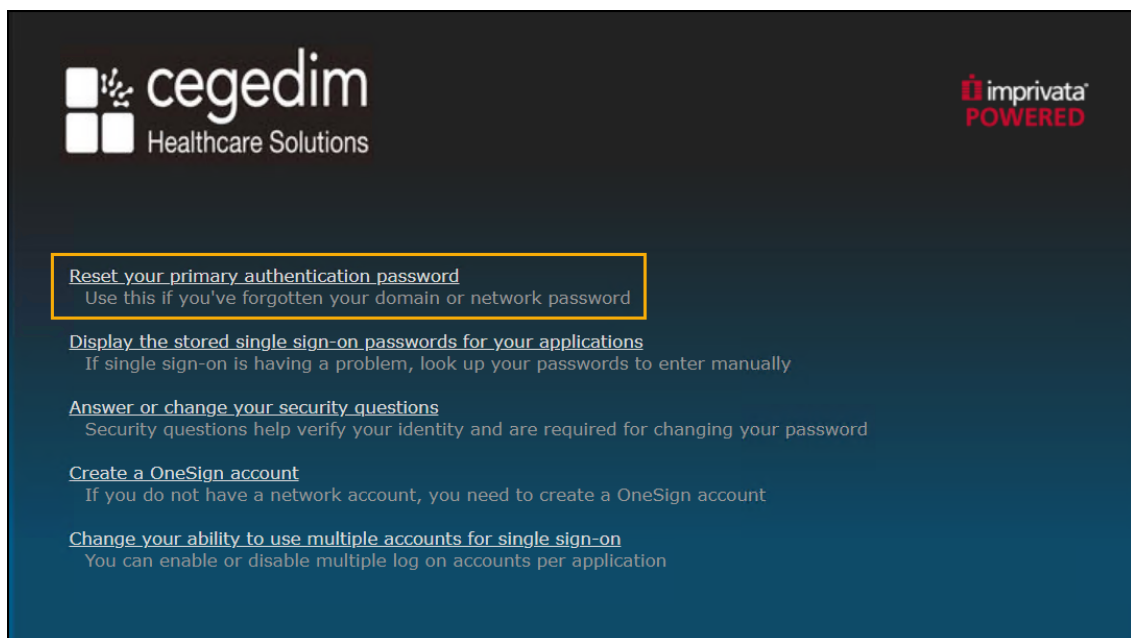 cegedim
Healthcare Solutions
imprivata
POWERED
Reset your primary authentication password
Use this if you've forgotten your domain or network password
Display the stored single sign-on passwords for your applications
If single sign-on is having a problem, look up your passwords to enter manually
Answer or change your security questions
Security questions help verify your identity and are required for changing your password
Create a OneSign account
If you do not have a network account, you need to create a OneSign account
Change your ability to use multiple accounts for single sign-on
You can enable or disable multiple log on accounts per application